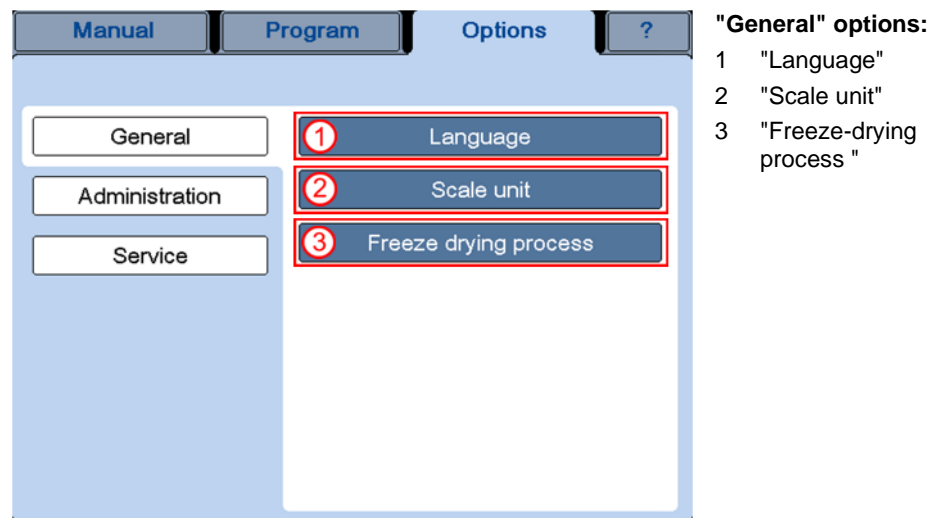 Manual Program Options ?
General
Administration
Service
1 Language
2 Scale unit
3 Freeze drying process
"General" options:
1 "Language"
2 "Scale unit"
3 "Freeze-drying
process "